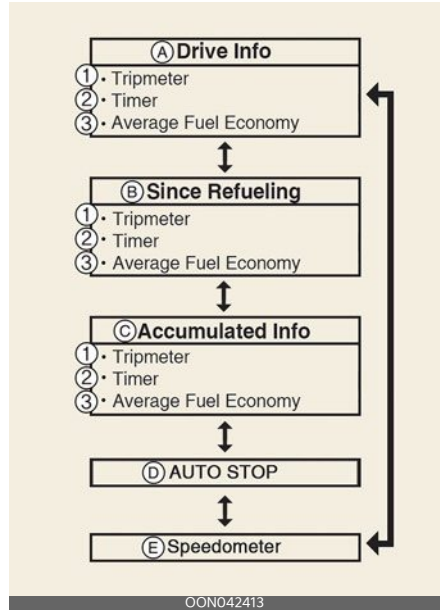 Ⓐ Drive Info
① · Tripmeter
② · Timer
③ · Average Fuel Economy
Ⓑ Since Refueling
① · Tripmeter
② · Timer
③ · Average Fuel Economy
Ⓒ Accumulated Info
① · Tripmeter
② · Timer
③ · Average Fuel Economy
Ⓓ AUTO STOP
Ⓔ Speedometer
OON042413